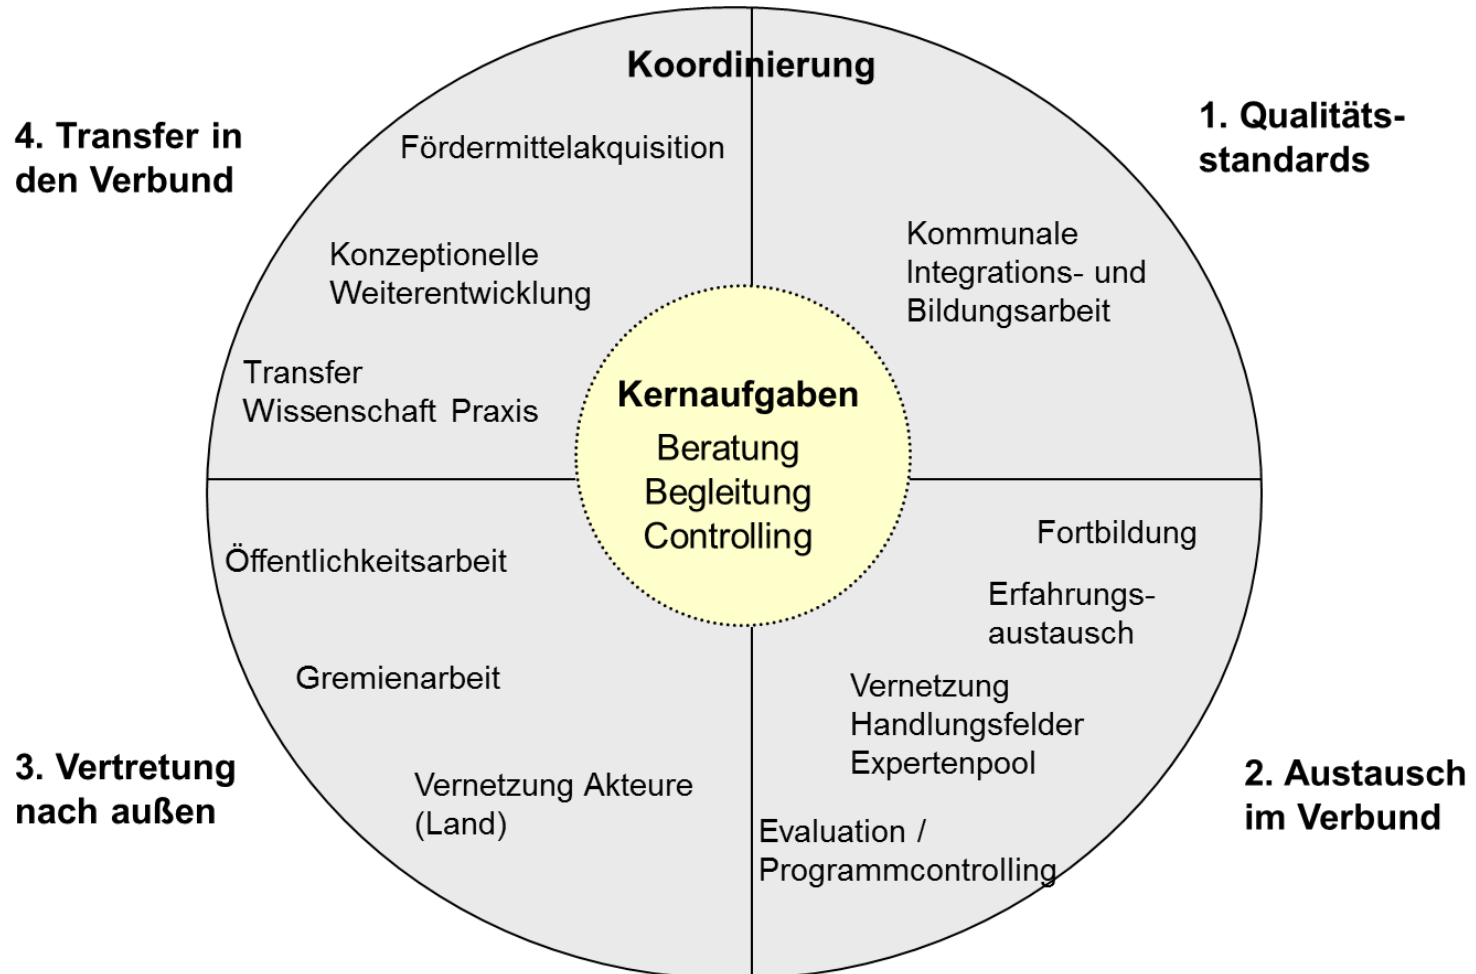 Koordinierung
1. Qualitäts-
standards
Kommunale
Integrations- und
Bildungsarbeit
2. Austausch
im Verbund
Fortbildung
Erfahrungs-
austausch
Vernetzung
Handlungsfelder
Expertenpool
Evaluation /
Programmcontrolling
3. Vertretung
nach außen
Öffentlichkeitsarbeit
Gremienarbeit
Vernetzung Akteure
(Land)
4. Transfer in
den Verbund
Fördermittelakquisition
Konzeptionelle
Weiterentwicklung
Transfer
Wissenschaft Praxis
Kernaufgaben
Beratung
Begleitung
Controlling